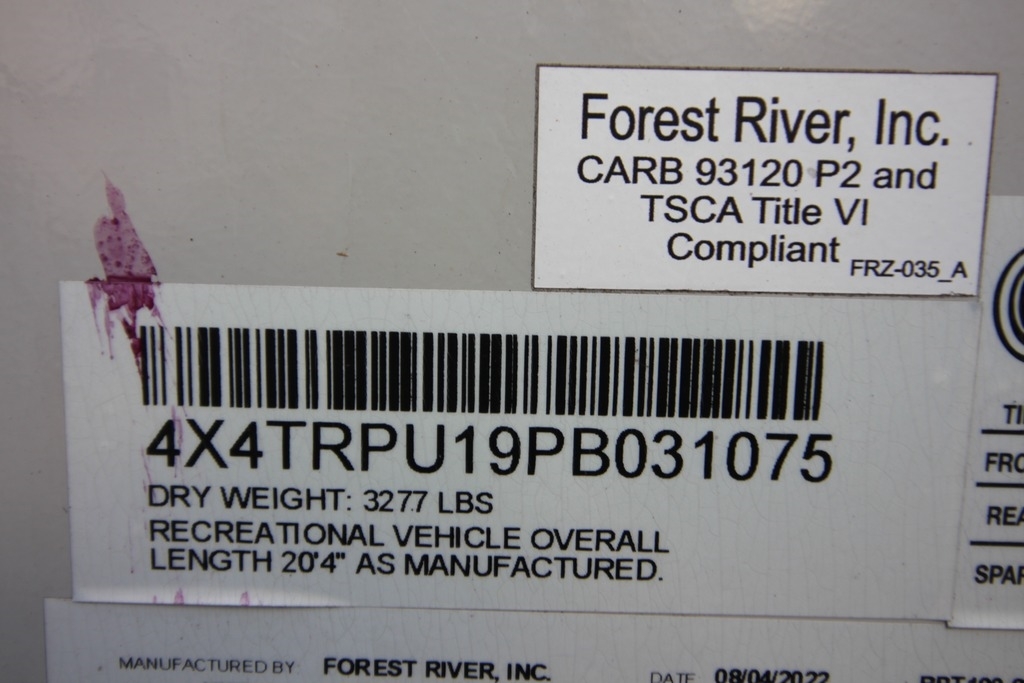 Forest River, Inc.
CARB 93120 P2 and
TSCA Title VI
Compliant
FRZ-035_A
4X4TRPU19PB031075
DRY WEIGHT: 3277 LBS
RECREATIONAL VEHICLE OVERALL
LENGTH 20'4" AS MANUFACTURED.
MANUFACTURED BY FOREST RIVER, INC. DATE 08/04/2022